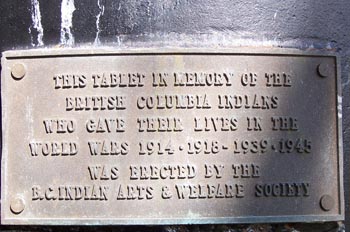 THIS TABLET IN MEMORY OF THE
BRITISH COLUMBIA INDIANS
WHO GAVE THEIR LIVES IN THE
WORLD WARS 1914 · 1918 - 1939 · 1945
WAS ERECTED BY THE
B.C. INDIAN ARTS & WELFARE SOCIETY